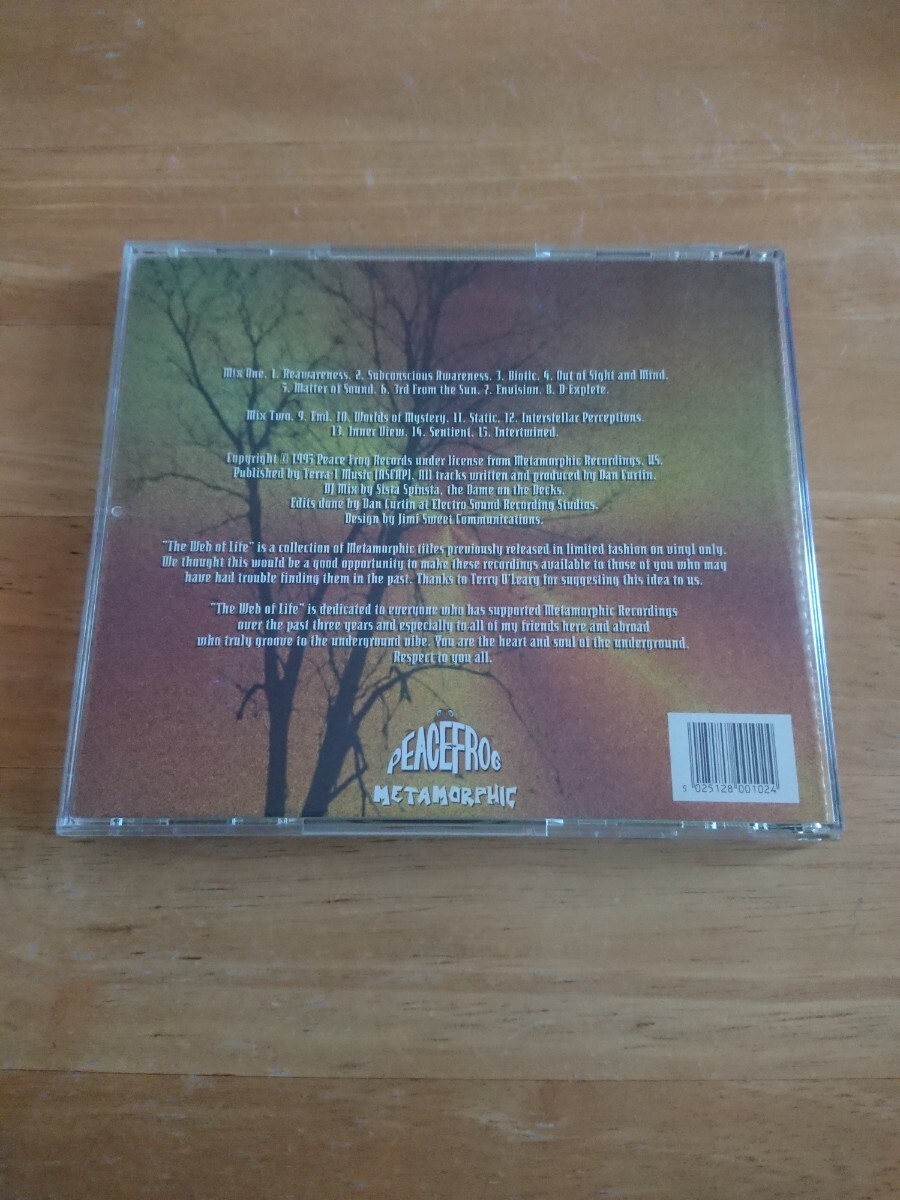 Mix One. 1. Reawareness. 2. Subconscious Awareness. 3. Biotic. 4. Out of Sight and Mind.
5. Matter of Sound. 6. 3rd From the Sun. 7. Envision. 8. D-Explete.
Mix Two. 9. End. 10. Worlds of Mystery. 11. Static. 12. Interstellar Perceptions.
13. Inner View. 14. Sentient. 15. Intertwined.
Copyright © 1995 Peace Frog Records under license from Metamorphic Recordings, US.
Published by Terra-1 Music (ASCAP). All tracks written and produced by Dan Curtin.
DJ Mix by Sista Spinsta, the Dame on the Decks.
Edits done by Dan Curtin at Electro Sound Recording Studios.
Design by Jimi Sweet Communications.
"The Web of Life" is a collection of Metamorphic titles previously released in limited fashion on vinyl only.
We thought this would be a good opportunity to make these recordings available to those of you who may
have had trouble finding them in the past. Thanks to Terry O'Leary for suggesting this idea to us.
"The Web of Life" is dedicated to everyone who has supported Metamorphic Recordings
over the past three years and especially to all of my friends here and abroad
who truly groove to the underground vibe. You are the heart and soul of the underground.
Respect to you all.
PEACEFROG
METAMORPHIC
5 025128 001024